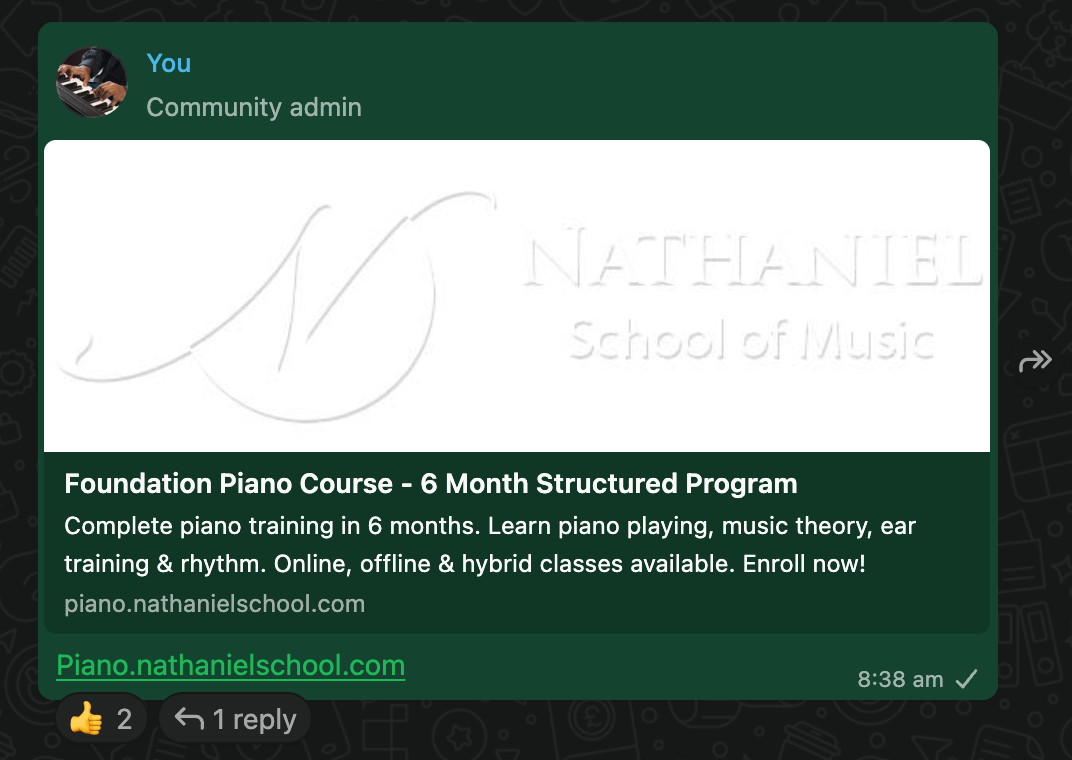 You
Community admin
NATHANIEL
School of Music
Foundation Piano Course - 6 Month Structured Program
Complete piano training in 6 months. Learn piano playing, music theory, ear
training & rhythm. Online, offline & hybrid classes available. Enroll now!
piano.nathanielschool.com
Piano.nathanielschool.com
8:38 am
👍 2
1 reply